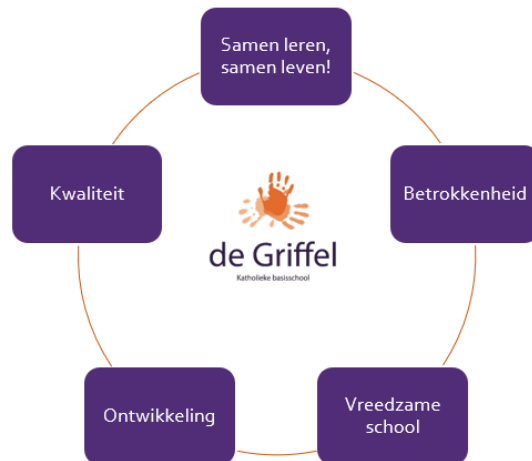 Samen leren,
samen leven!
Kwaliteit
Betrokkenheid
de Griffel
Katholieke basisschool
Ontwikkeling
Vreedzame
school